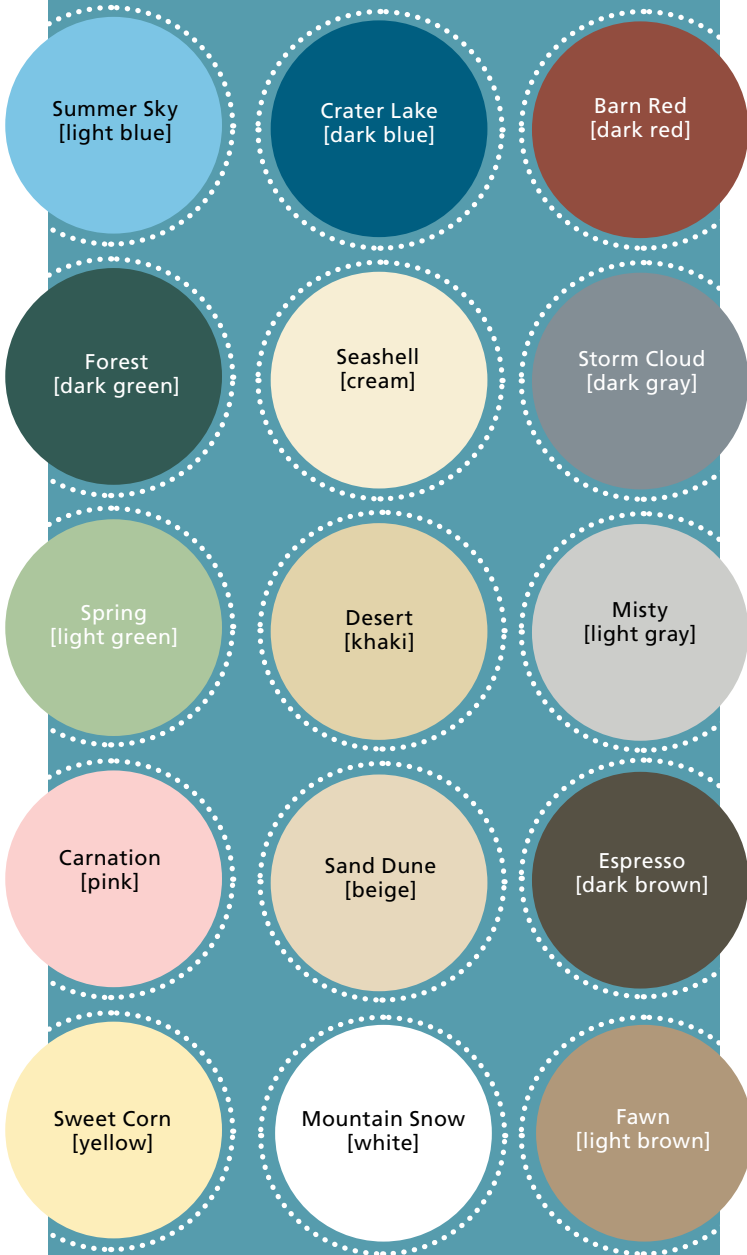 Summer Sky
[light blue]
Crater Lake
[dark blue]
Barn Red
[dark red]
Forest
[dark green]
Seashell
[cream]
Storm Cloud
[dark gray]
Spring
[light green]
Desert
[khaki]
Misty
[light gray]
Carnation
[pink]
Sand Dune
[beige]
Espresso
[dark brown]
Sweet Corn
[yellow]
Mountain Snow
[white]
Fawn
[light brown]